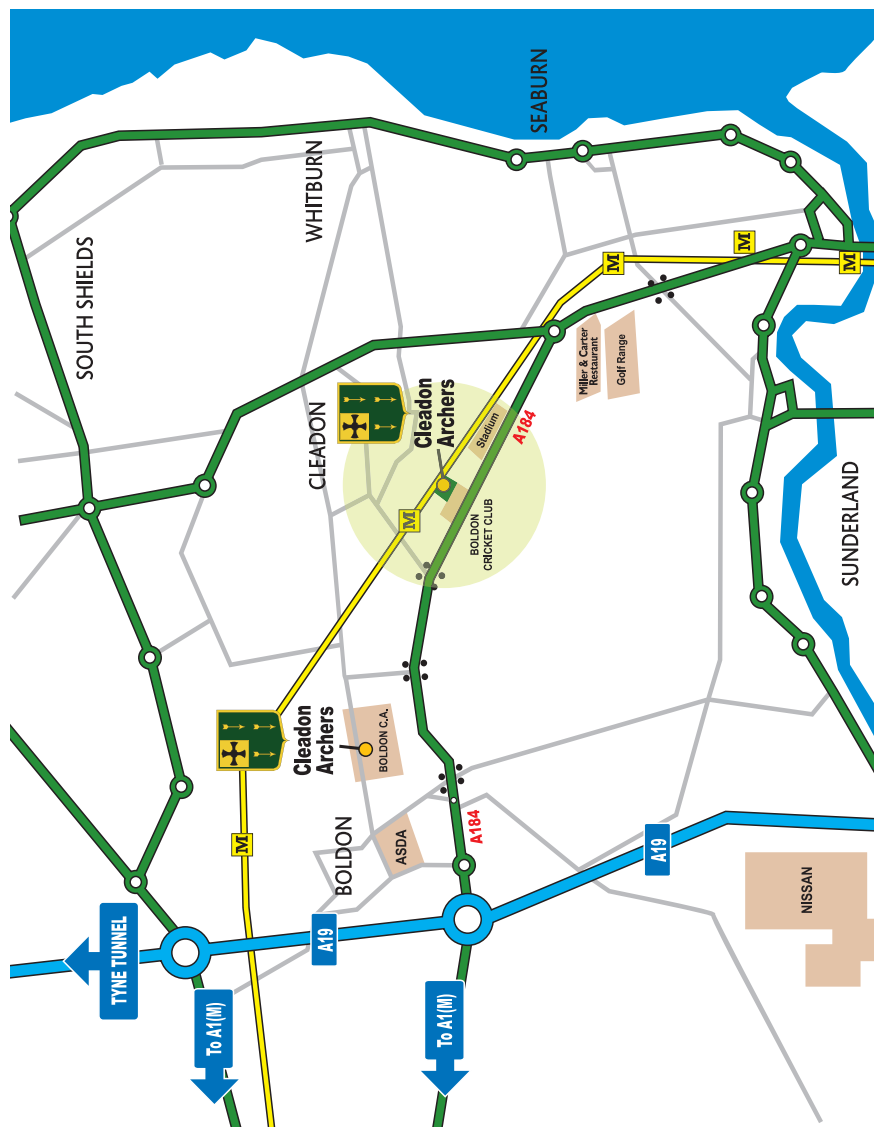 SOUTH SHIELDS
WHITBURN
SEABURN
M
M
M
Miller & Carter
Restaurant
Golf Range
CLEADON
Cleadon
Archers
Stadium
A184
M
BOLDON
CRICKET CLUB
SUNDERLAND
Cleadon
Archers
BOLDON C.A.
M
BOLDON
ASDA
A184
A19
NISSAN
A19
TYNE TUNNEL
To A1(M)
To A1(M)